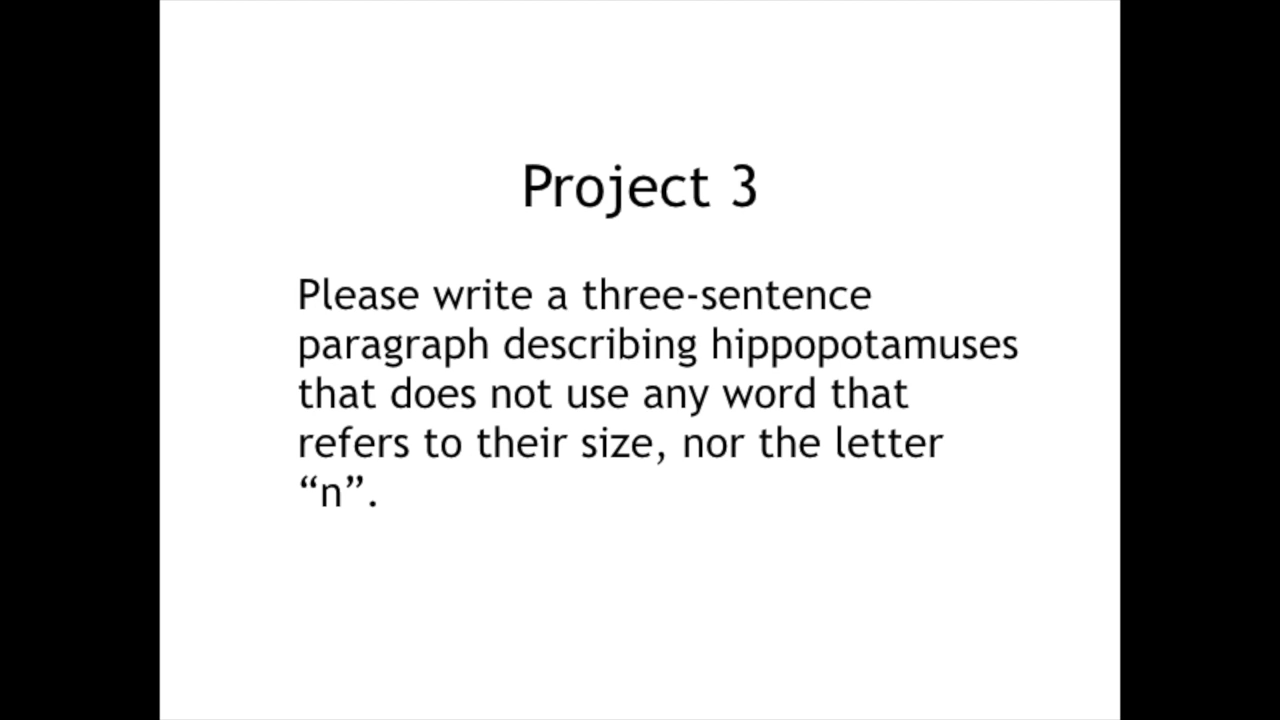 Project 3
Please write a three-sentence
paragraph describing hippopotamuses
that does not use any word that
refers to their size, nor the letter
“n”.